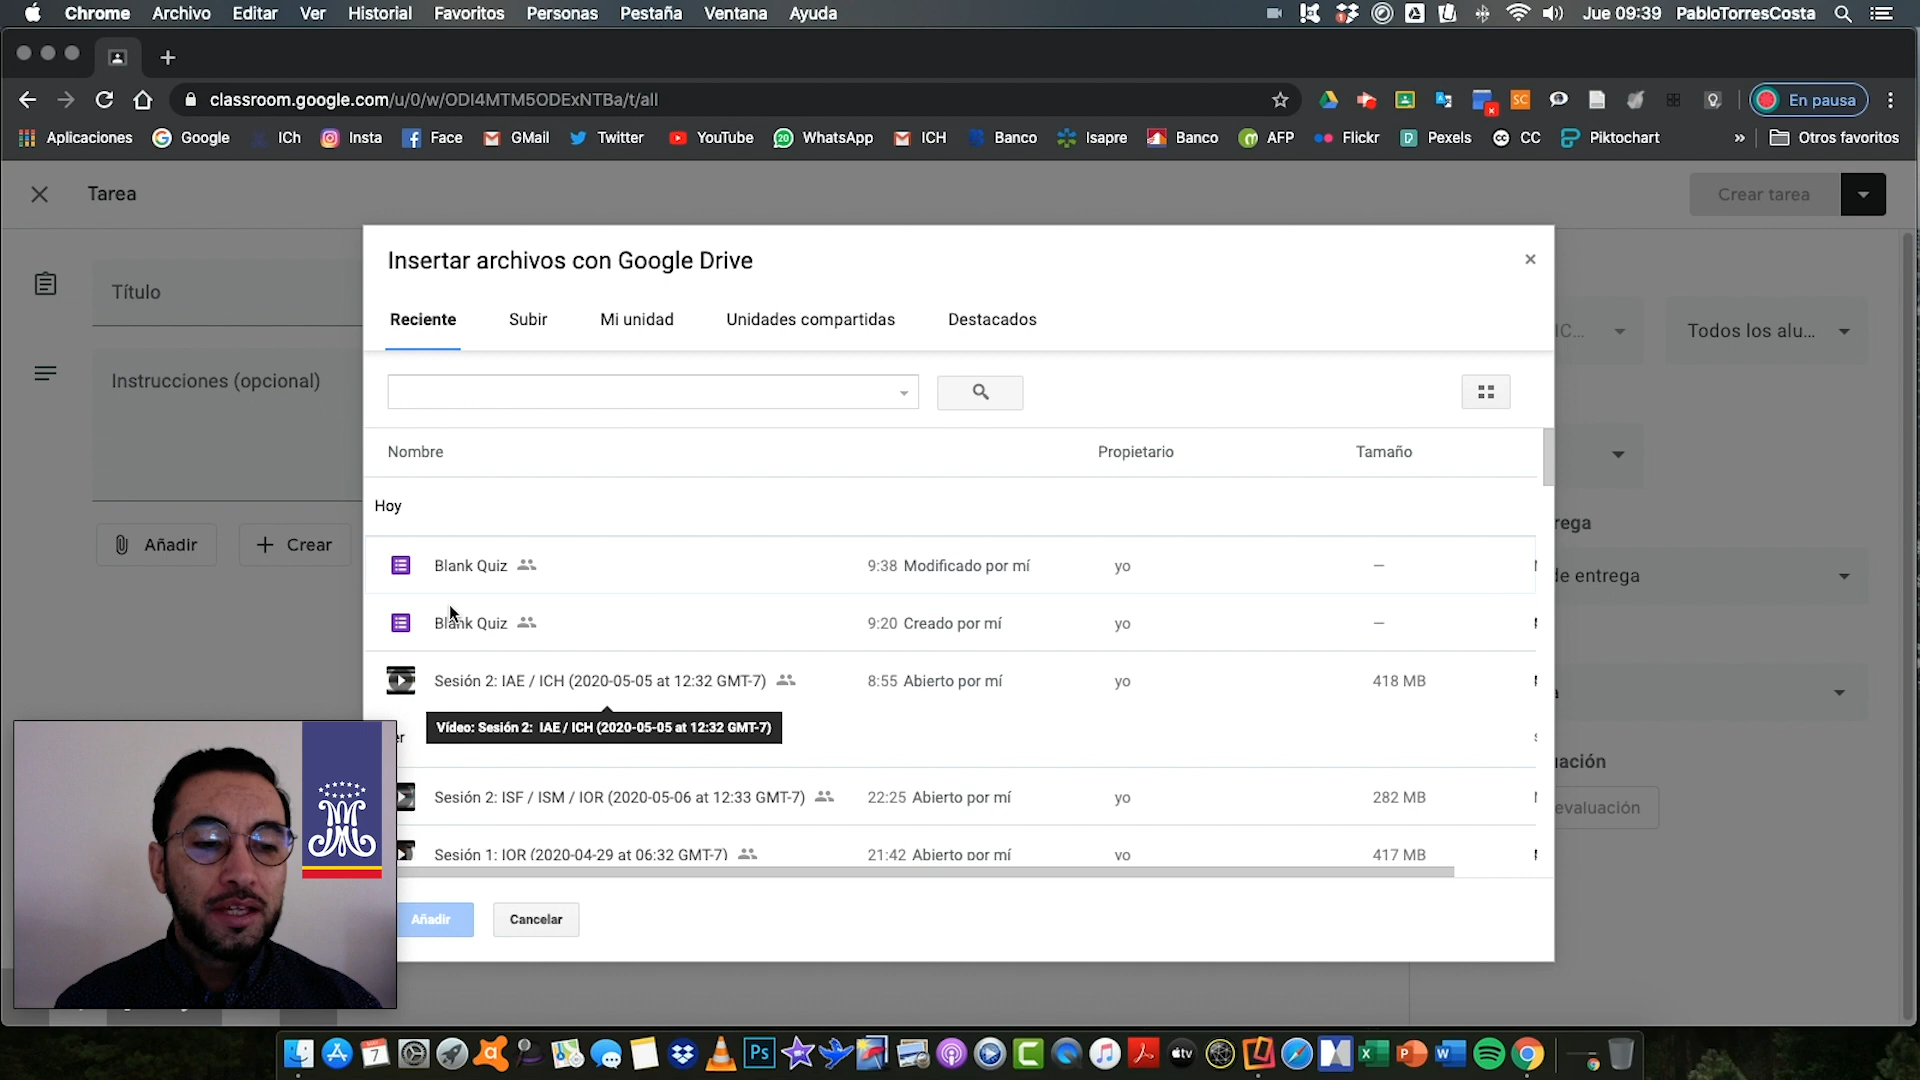 Chrome Archivo Editar Ver Historial Favoritos Personas Pestaña Ventana Ayuda Jue 09:39 PabloTorresCosta
classroom.google.com/u/0/w/ODI4MTM5ODExNTBa/t/all En pausa
Aplicaciones Google ICh Insta Face GMail Twitter YouTube WhatsApp ICH Banco Isapre Banco AFP Flickr Pexels CC Piktochart » Otros favoritos
Tarea Crear tarea
Insertar archivos con Google Drive
Título
Reciente Subir Mi unidad Unidades compartidas Destacados
IC... Todos los alu...
Instrucciones (opcional)
Nombre Propietario Tamaño
Hoy
rega
Añadir Crear
Blank Quiz 9:38 Modificado por mí yo —
de entrega
Blank Quiz 9:20 Creado por mí yo —
Sesión 2: IAE / ICH (2020-05-05 at 12:32 GMT-7) 8:55 Abierto por mí yo 418 MB
Vídeo: Sesión 2: IAE / ICH (2020-05-05 at 12:32 GMT-7)
er
uación
Sesión 2: ISF / ISM / IOR (2020-05-06 at 12:33 GMT-7) 22:25 Abierto por mí yo 282 MB
evaluación
Sesión 1: IOR (2020-04-29 at 06:32 GMT-7) 21:42 Abierto por mí yo 417 MB
Añadir Cancelar
7 Ps tv X P W